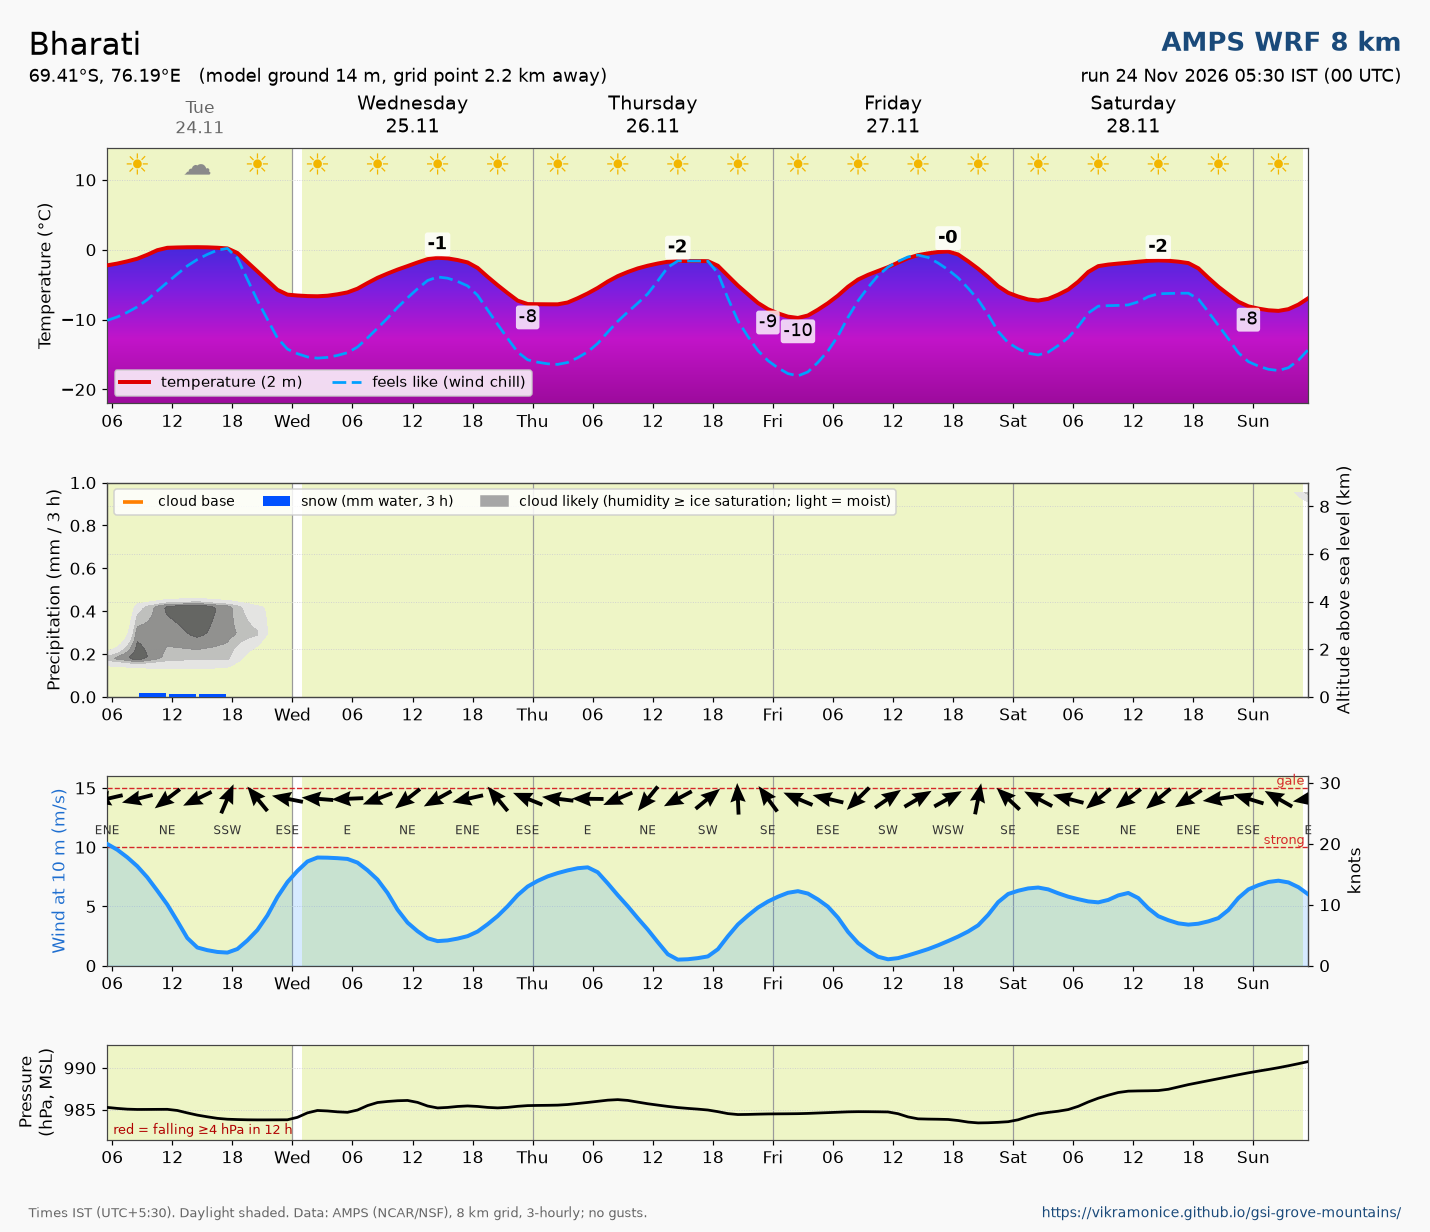 Bharati
AMPS WRF 8 km
69.41°S, 76.19°E (model ground 14 m, grid point 2.2 km away)
run 24 Nov 2026 05:30 IST (00 UTC)
Tue
24.11
Wednesday
25.11
Thursday
26.11
Friday
27.11
Saturday
28.11
Temperature (°C)
10
0
−10
−20
-1
-2
-0
-2
-8
-9
-10
-8
temperature (2 m)
feels like (wind chill)
06 12 18 Wed 06 12 18 Thu 06 12 18 Fri 06 12 18 Sat 06 12 18 Sun
Precipitation (mm / 3 h)
1.0
0.8
0.6
0.4
0.2
0.0
cloud base
snow (mm water, 3 h)
cloud likely (humidity ≥ ice saturation; light = moist)
Altitude above sea level (km)
8
6
4
2
0
06 12 18 Wed 06 12 18 Thu 06 12 18 Fri 06 12 18 Sat 06 12 18 Sun
Wind at 10 m (m/s)
15
10
5
0
gale
strong
ENE NE SSW ESE E NE ENE ESE E NE SW SE ESE SW WSW SE ESE NE ENE ESE E
knots
30
20
10
0
06 12 18 Wed 06 12 18 Thu 06 12 18 Fri 06 12 18 Sat 06 12 18 Sun
Pressure
(hPa, MSL)
990
985
red = falling ≥4 hPa in 12 h
06 12 18 Wed 06 12 18 Thu 06 12 18 Fri 06 12 18 Sat 06 12 18 Sun
Times IST (UTC+5:30). Daylight shaded. Data: AMPS (NCAR/NSF), 8 km grid, 3-hourly; no gusts.
https://vikramonice.github.io/gsi-grove-mountains/